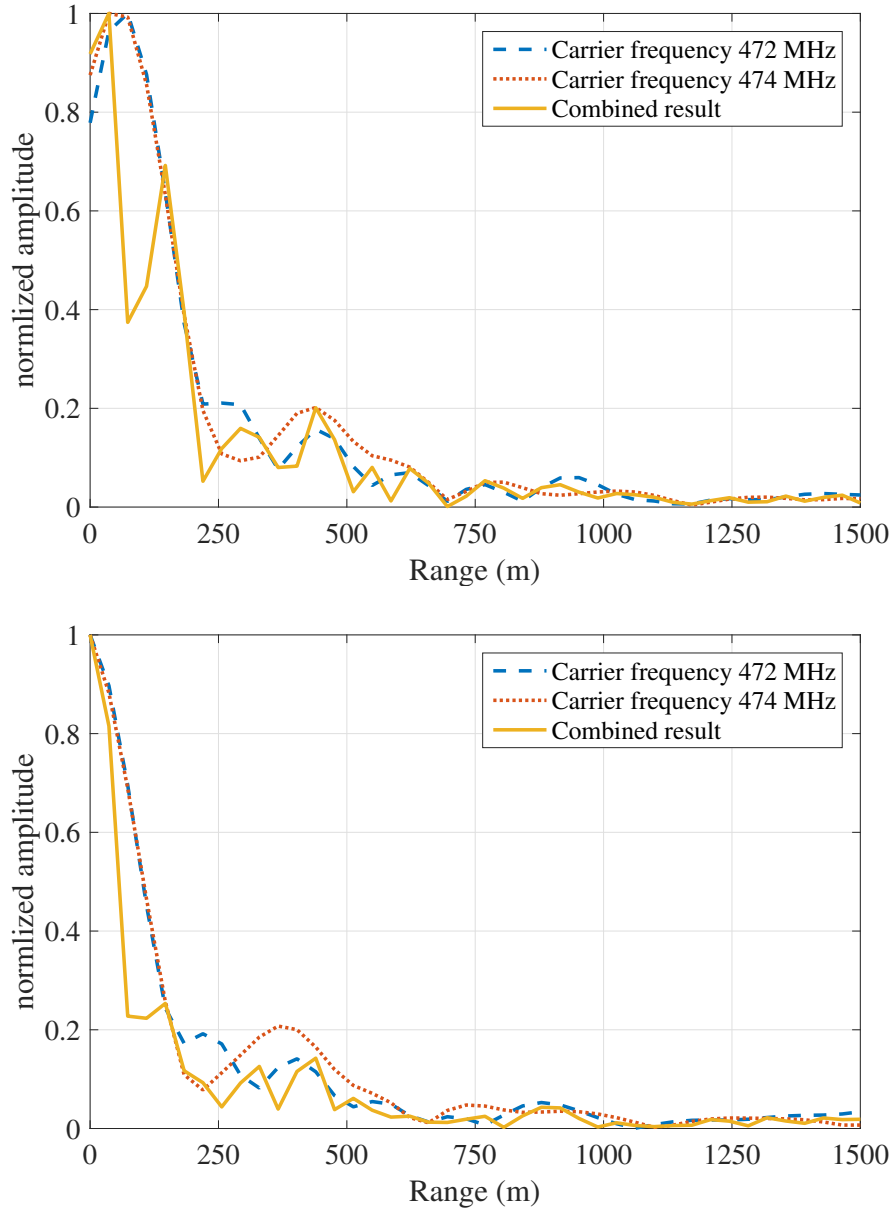 1
0.8
0.6
0.4
0.2
0
normlized amplitude
Carrier frequency 472 MHz
Carrier frequency 474 MHz
Combined result
0 250 500 750 1000 1250 1500
Range (m)
1
0.8
0.6
0.4
0.2
0
normlized amplitude
Carrier frequency 472 MHz
Carrier frequency 474 MHz
Combined result
0 250 500 750 1000 1250 1500
Range (m)